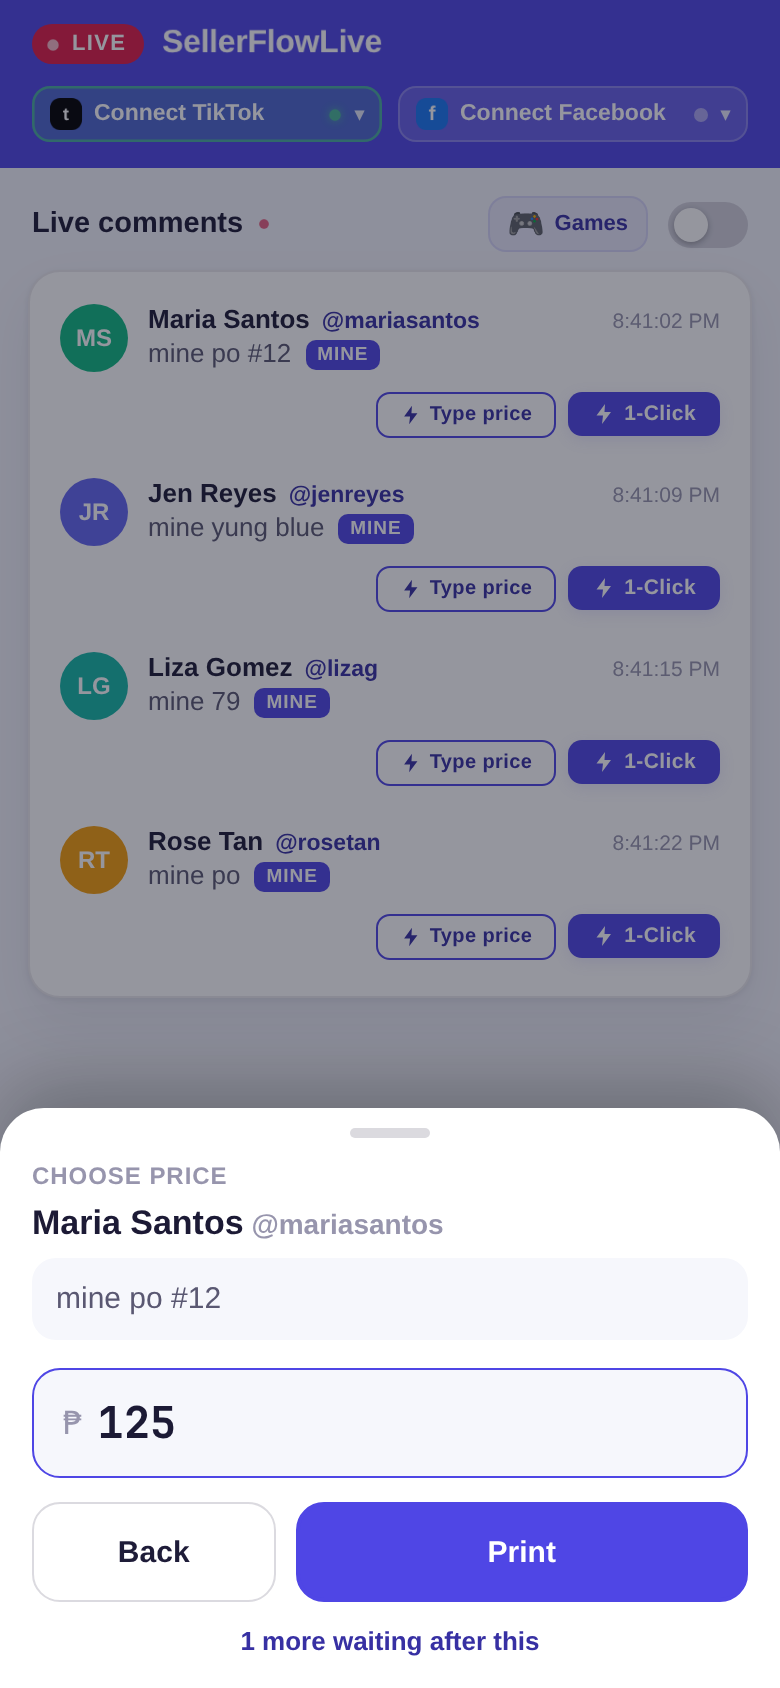 LIVE SellerFlowLive
t Connect TikTok ▾ f Connect Facebook ▾
Live comments Games
MS Maria Santos @mariasantos 8:41:02 PM
mine po #12 MINE
Type price 1-Click
JR Jen Reyes @jenreyes 8:41:09 PM
mine yung blue MINE
Type price 1-Click
LG Liza Gomez @lizag 8:41:15 PM
mine 79 MINE
Type price 1-Click
RT Rose Tan @rosetan 8:41:22 PM
mine po MINE
Type price 1-Click
CHOOSE PRICE
Maria Santos @mariasantos
mine po #12
₱ 125
Back Print
1 more waiting after this